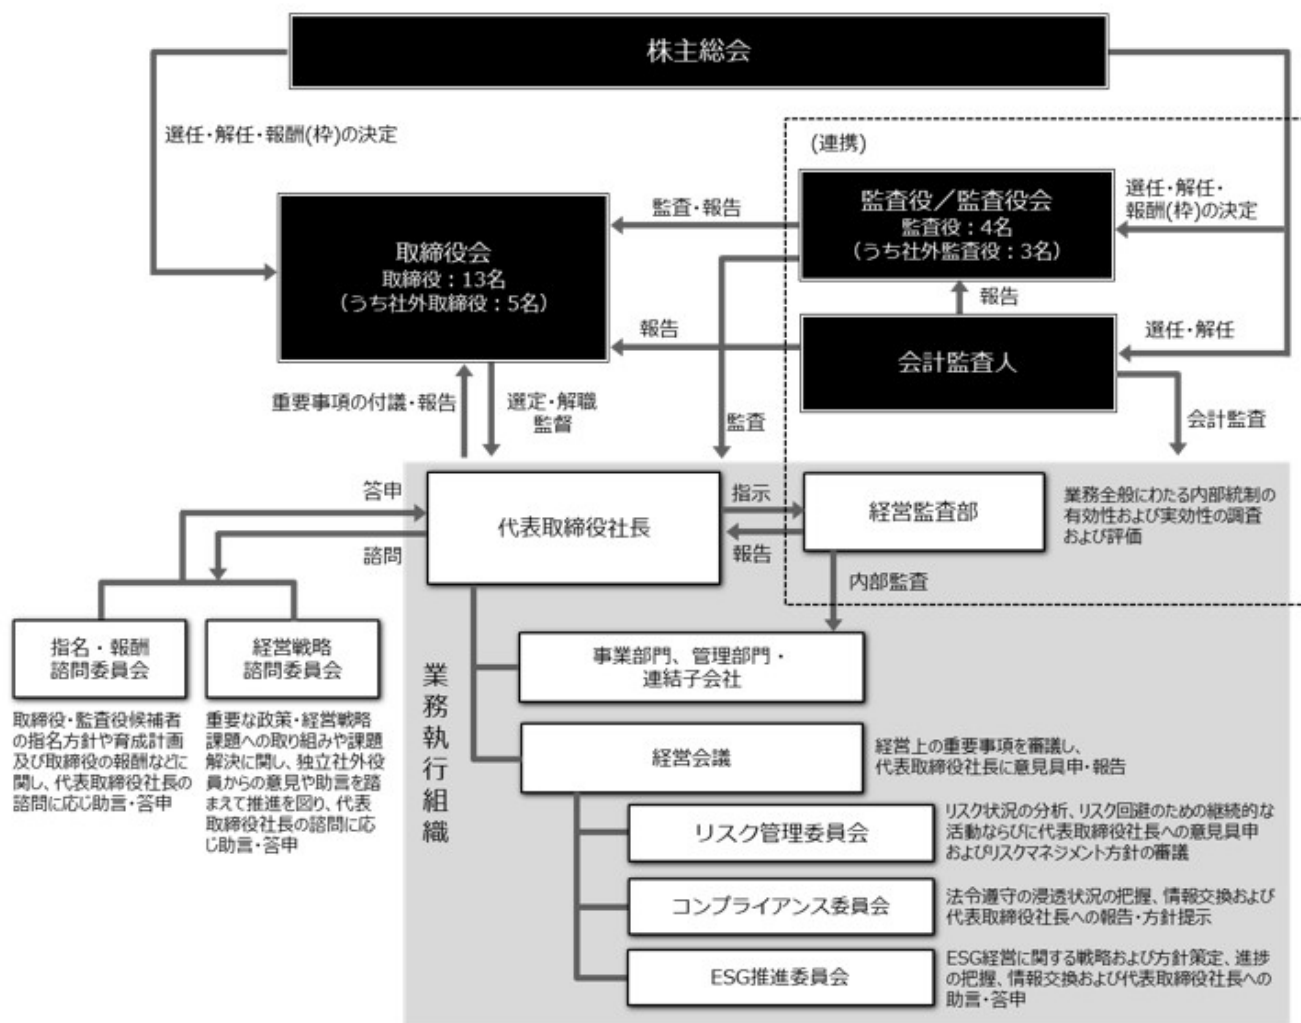 株主総会
選任・解任・報酬(枠)の決定
(連携)
監査役／監査役会
監査役：4名
(うち社外監査役：3名)
選任・解任・
報酬(枠)の決定
監査・報告
取締役会
取締役：13名
(うち社外取締役：5名)
報告
報告
会計監査人
選任・解任
重要事項の付議・報告
選定・解職
監督
監査
会計監査
答申
諮問
代表取締役社長
指示
報告
経営監査部
業務全般にわたる内部統制の
有効性および実効性の調査
および評価
内部監査
指名・報酬
諮問委員会
経営戦略
諮問委員会
取締役・監査役候補者
の指名方針や育成計画
及び取締役の報酬などに
関し、代表取締役社長の
諮問に応じ助言・答申
重要な政策・経営戦略
課題への取り組みや課題
解決に関し、独立社外役
員からの意見や助言を踏
まえて推進を図り、代表
取締役社長の諮問に応
じ助言・答申
業務執行組織
事業部門、管理部門・
連結子会社
経営会議
経営上の重要事項を審議し、
代表取締役社長に意見具申・報告
リスク管理委員会
リスク状況の分析、リスク回避のための継続的な
活動ならびに代表取締役社長への意見具申
およびリスクマネジメント方針の審議
コンプライアンス委員会
法令遵守の浸透状況の把握、情報交換および
代表取締役社長への報告・方針提示
ESG推進委員会
ESG経営に関する戦略および方針策定、進捗
の把握、情報交換および代表取締役社長への
助言・答申